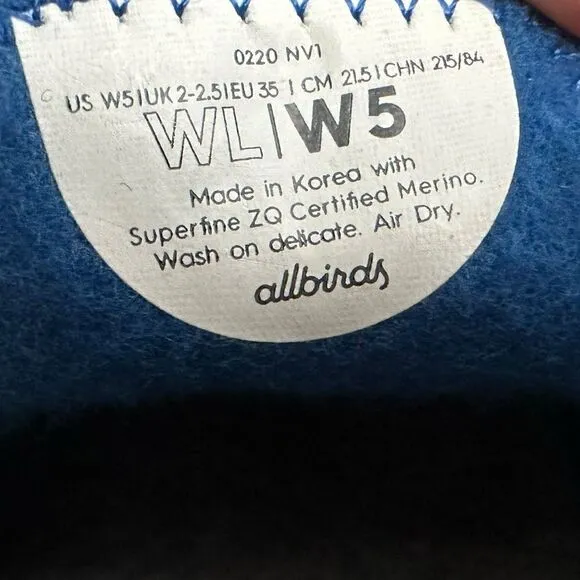 0220 NV1
US W5 | UK 2-2.5 | EU 35 | CM 21.5 | CHN 215/84
WL | W5
Made in Korea with
Superfine ZQ Certified Merino.
Wash on delicate. Air Dry.
allbirds